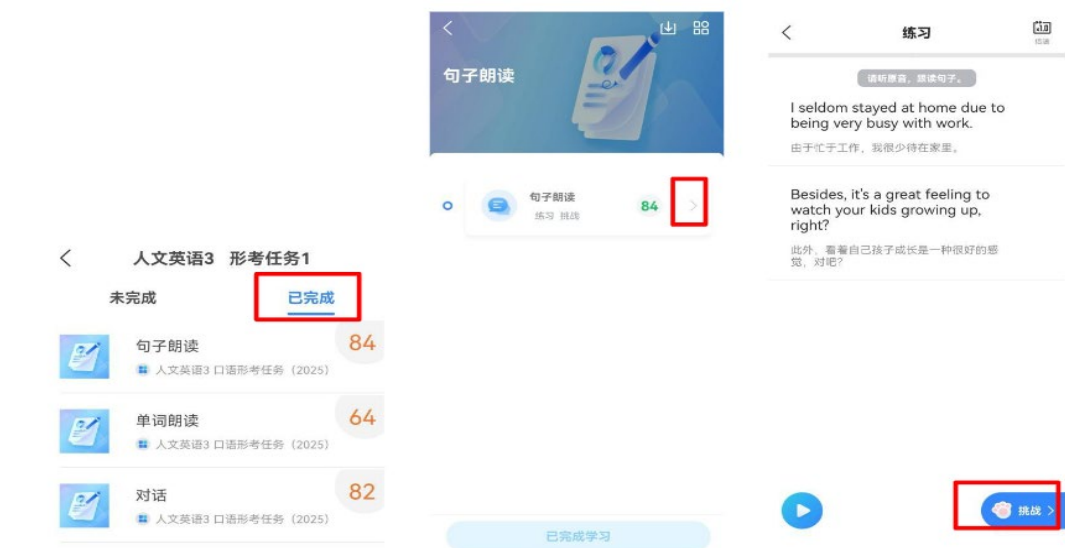 人文英语3 形考任务1
未完成 已完成
句子朗读
84
人文英语3 口语形考任务（2025）
单词朗读
64
人文英语3 口语形考任务（2025）
对话
82
人文英语3 口语形考任务（2025）
句子朗读
句子朗读
练习 挑战
84
已完成学习
练习
请听原音，跟读句子。
I seldom stayed at home due to
being very busy with work.
由于忙于工作，我很少待在家里。
Besides, it's a great feeling to
watch your kids growing up,
right?
此外，看着自己孩子成长是一种很好的感
觉，对吧？
挑战